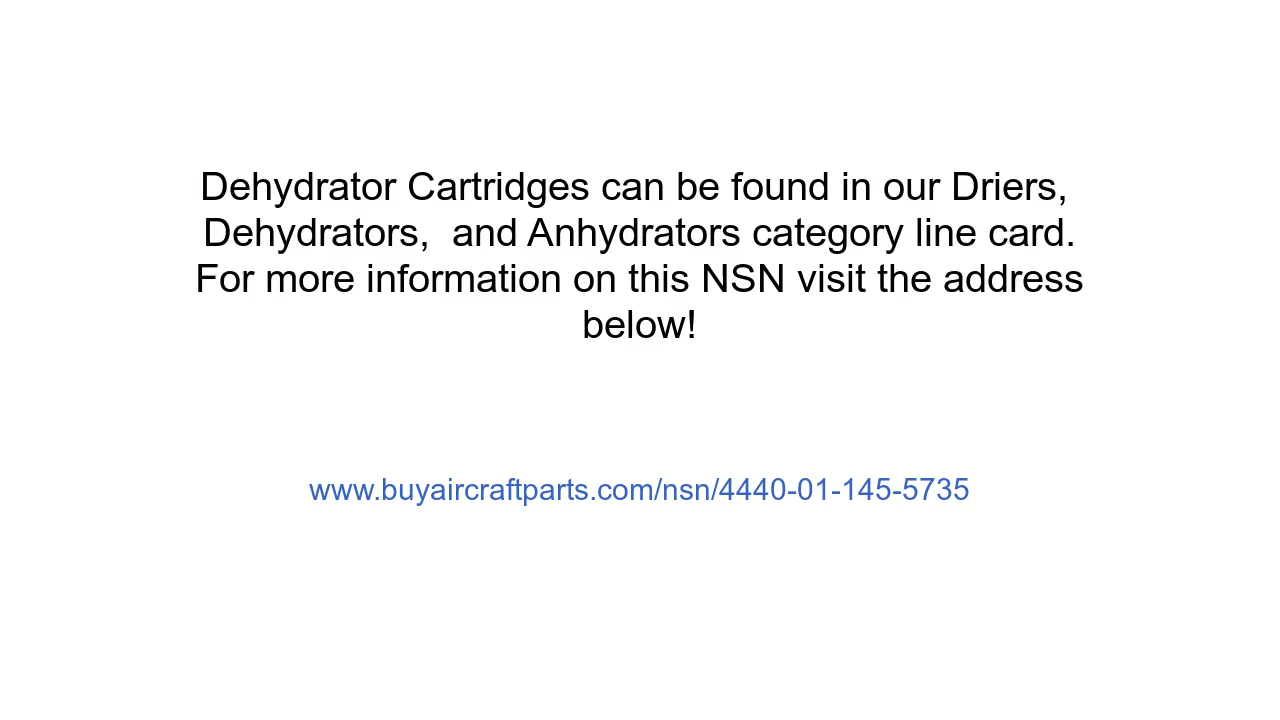 Dehydrator Cartridges can be found in our Driers,
Dehydrators,  and Anhydrators category line card.
For more information on this NSN visit the address
below!
www.buyaircraftparts.com/nsn/4440-01-145-5735